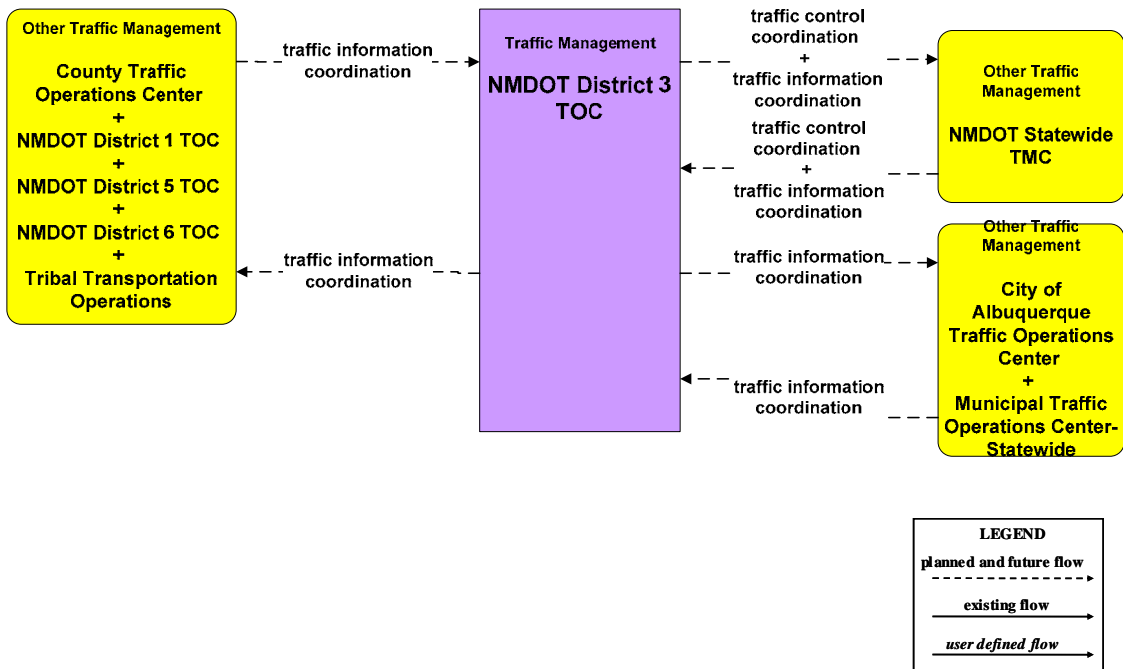 Other Traffic Management
County Traffic
Operations Center
+
NMDOT District 1 TOC
+
NMDOT District 5 TOC
+
NMDOT District 6 TOC
+
Tribal Transportation
Operations
traffic information
coordination
traffic information
coordination
Traffic Management
NMDOT District 3
TOC
traffic control
coordination
+
traffic information
coordination
traffic control
coordination
+
traffic information
coordination
traffic information
coordination
traffic information
coordination
Other Traffic
Management
NMDOT Statewide
TMC
Other Traffic
Management
City of
Albuquerque
Traffic Operations
Center
+
Municipal Traffic
Operations Center-
Statewide
LEGEND
planned and future flow
existing flow
user defined flow